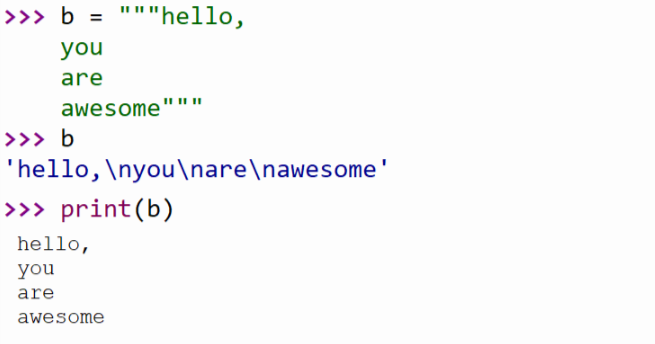 >>> b = """hello,
you
are
awesome"""
>>> b
'hello,\nyou\nare\nawesome'
>>> print(b)
hello,
you
are
awesome